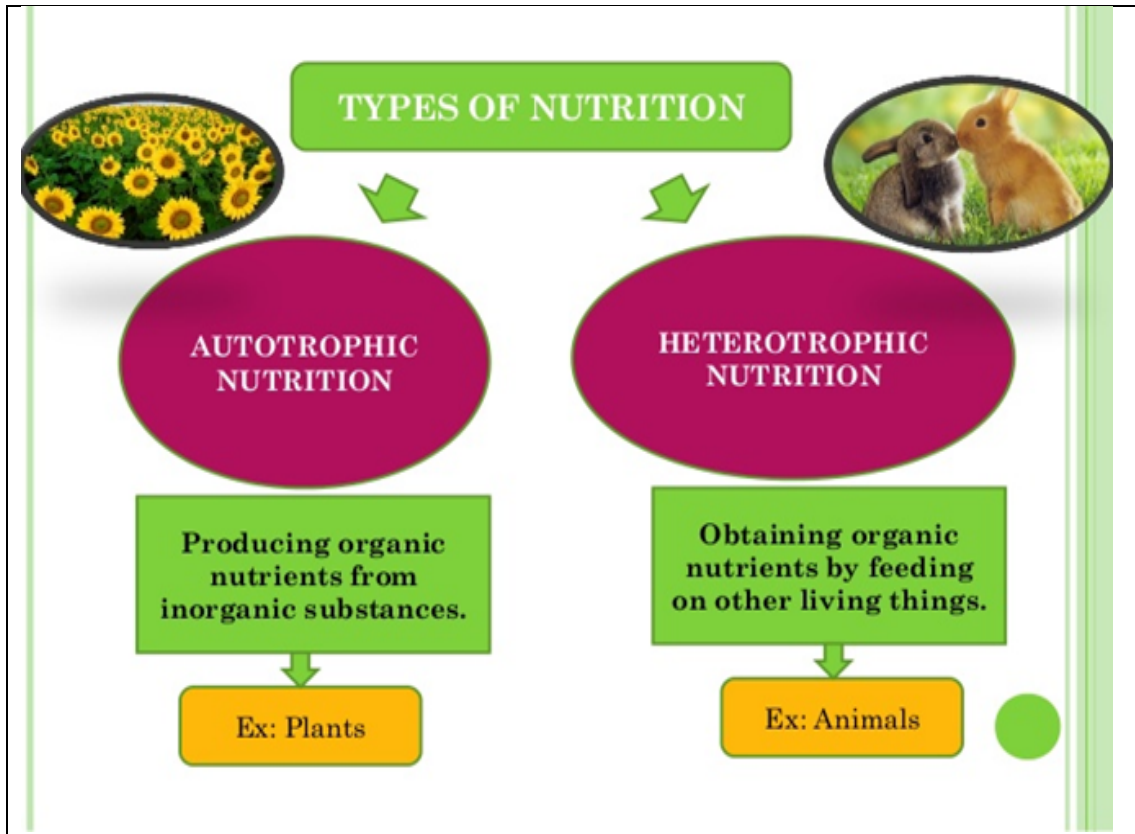 TYPES OF NUTRITION
AUTOTROPHIC
NUTRITION
Producing organic
nutrients from
inorganic substances.
Ex: Plants
HETEROTROPHIC
NUTRITION
Obtaining organic
nutrients by feeding
on other living things.
Ex: Animals